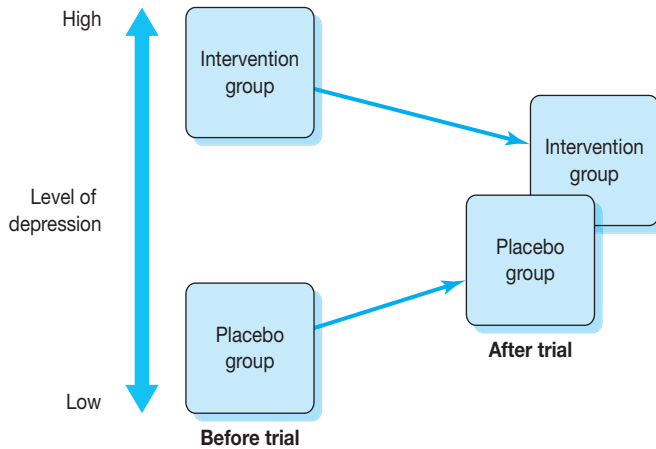 High
Intervention
group
Intervention
group
Level of
depression
Placebo
group
Placebo
group
After trial
Low
Before trial